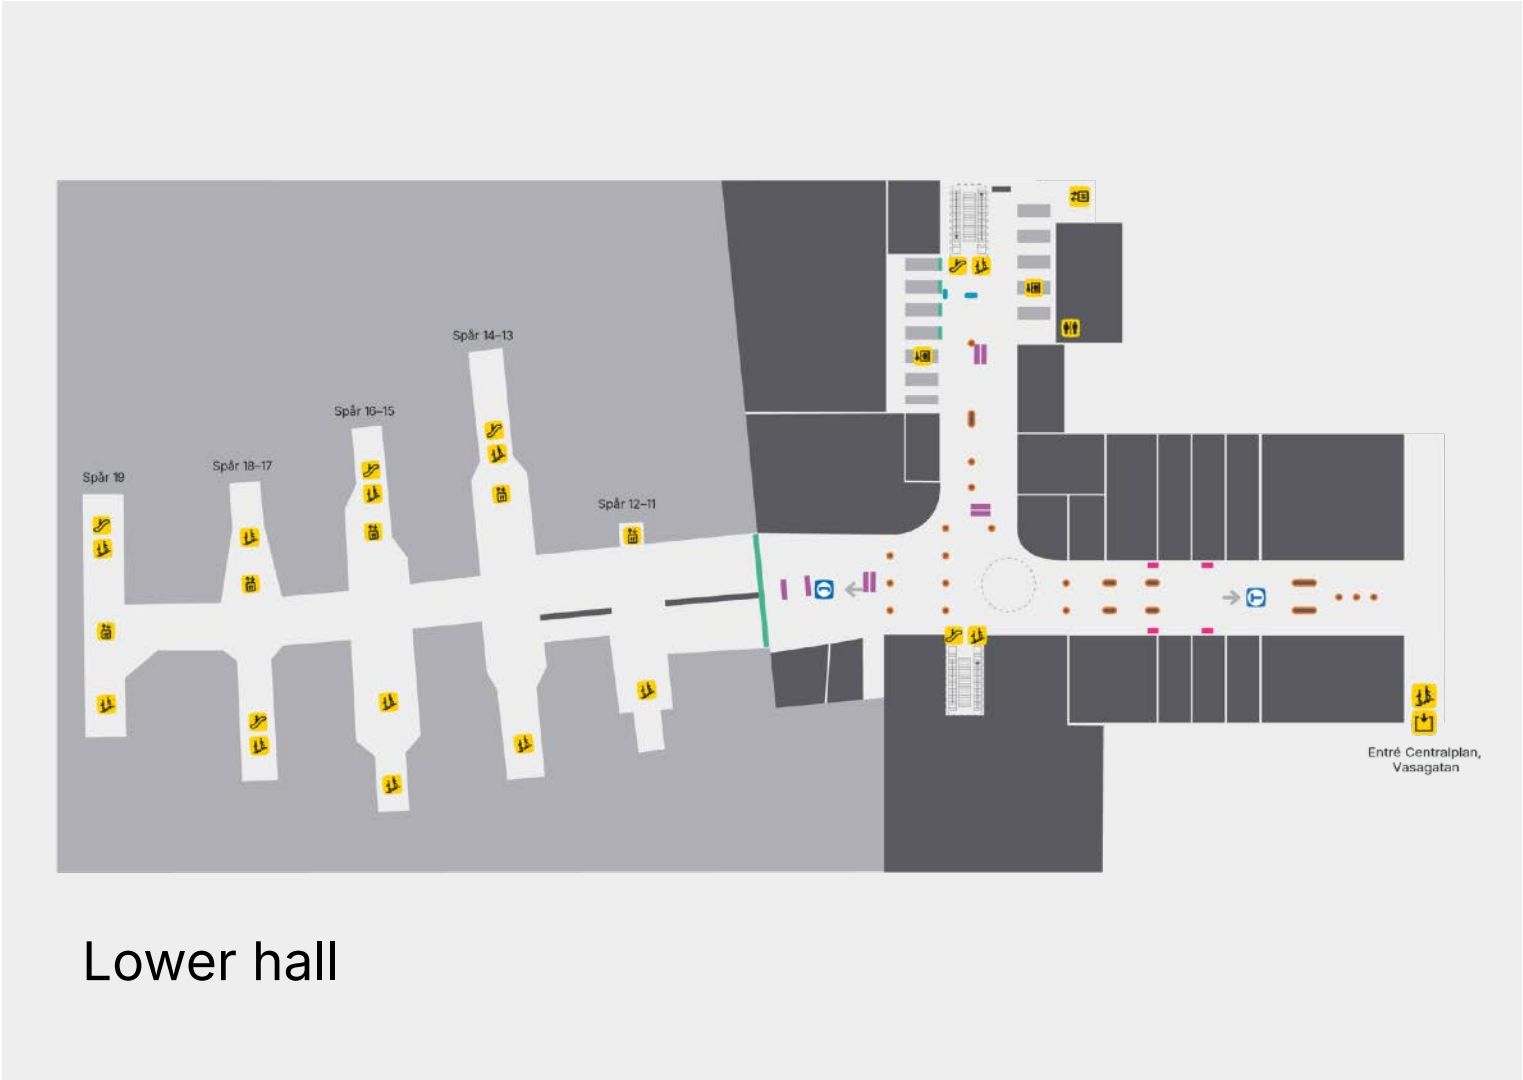 Spår 14–13
Spår 16–15
Spår 18–17
Spår 19
Spår 12–11
Entré Centralplan,
Vasagatan
Lower hall